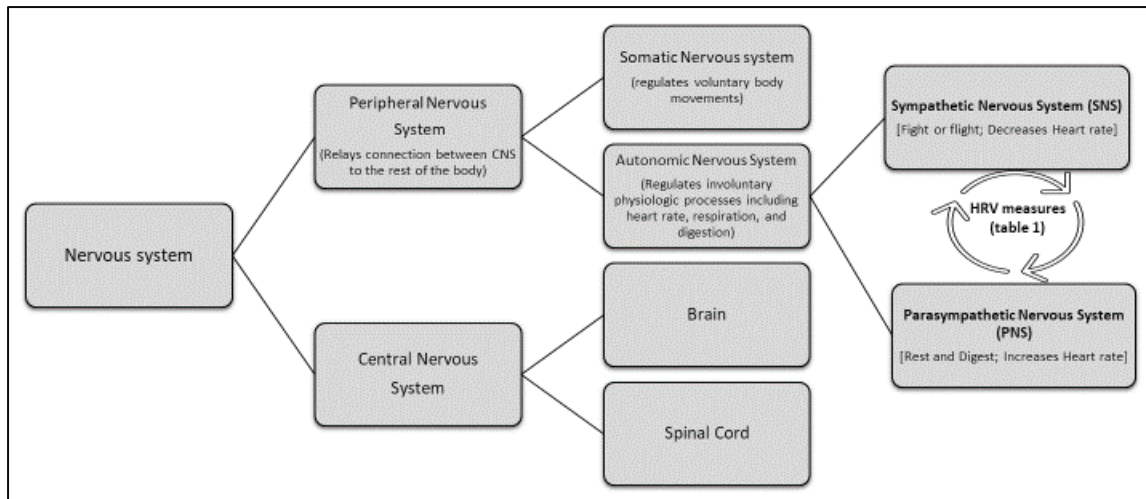 Nervous system
Peripheral Nervous
System
(Relays connection between CNS
to the rest of the body)
Central Nervous
System
Somatic Nervous system
(regulates voluntary body
movements)
Autonomic Nervous System
(Regulates involuntary
physiologic processes including
heart rate, respiration, and
digestion)
Brain
Spinal Cord
Sympathetic Nervous System (SNS)
[Fight or flight; Decreases Heart rate]
HRV measures
(table 1)
Parasympathetic Nervous System
(PNS)
[Rest and Digest; Increases Heart rate]